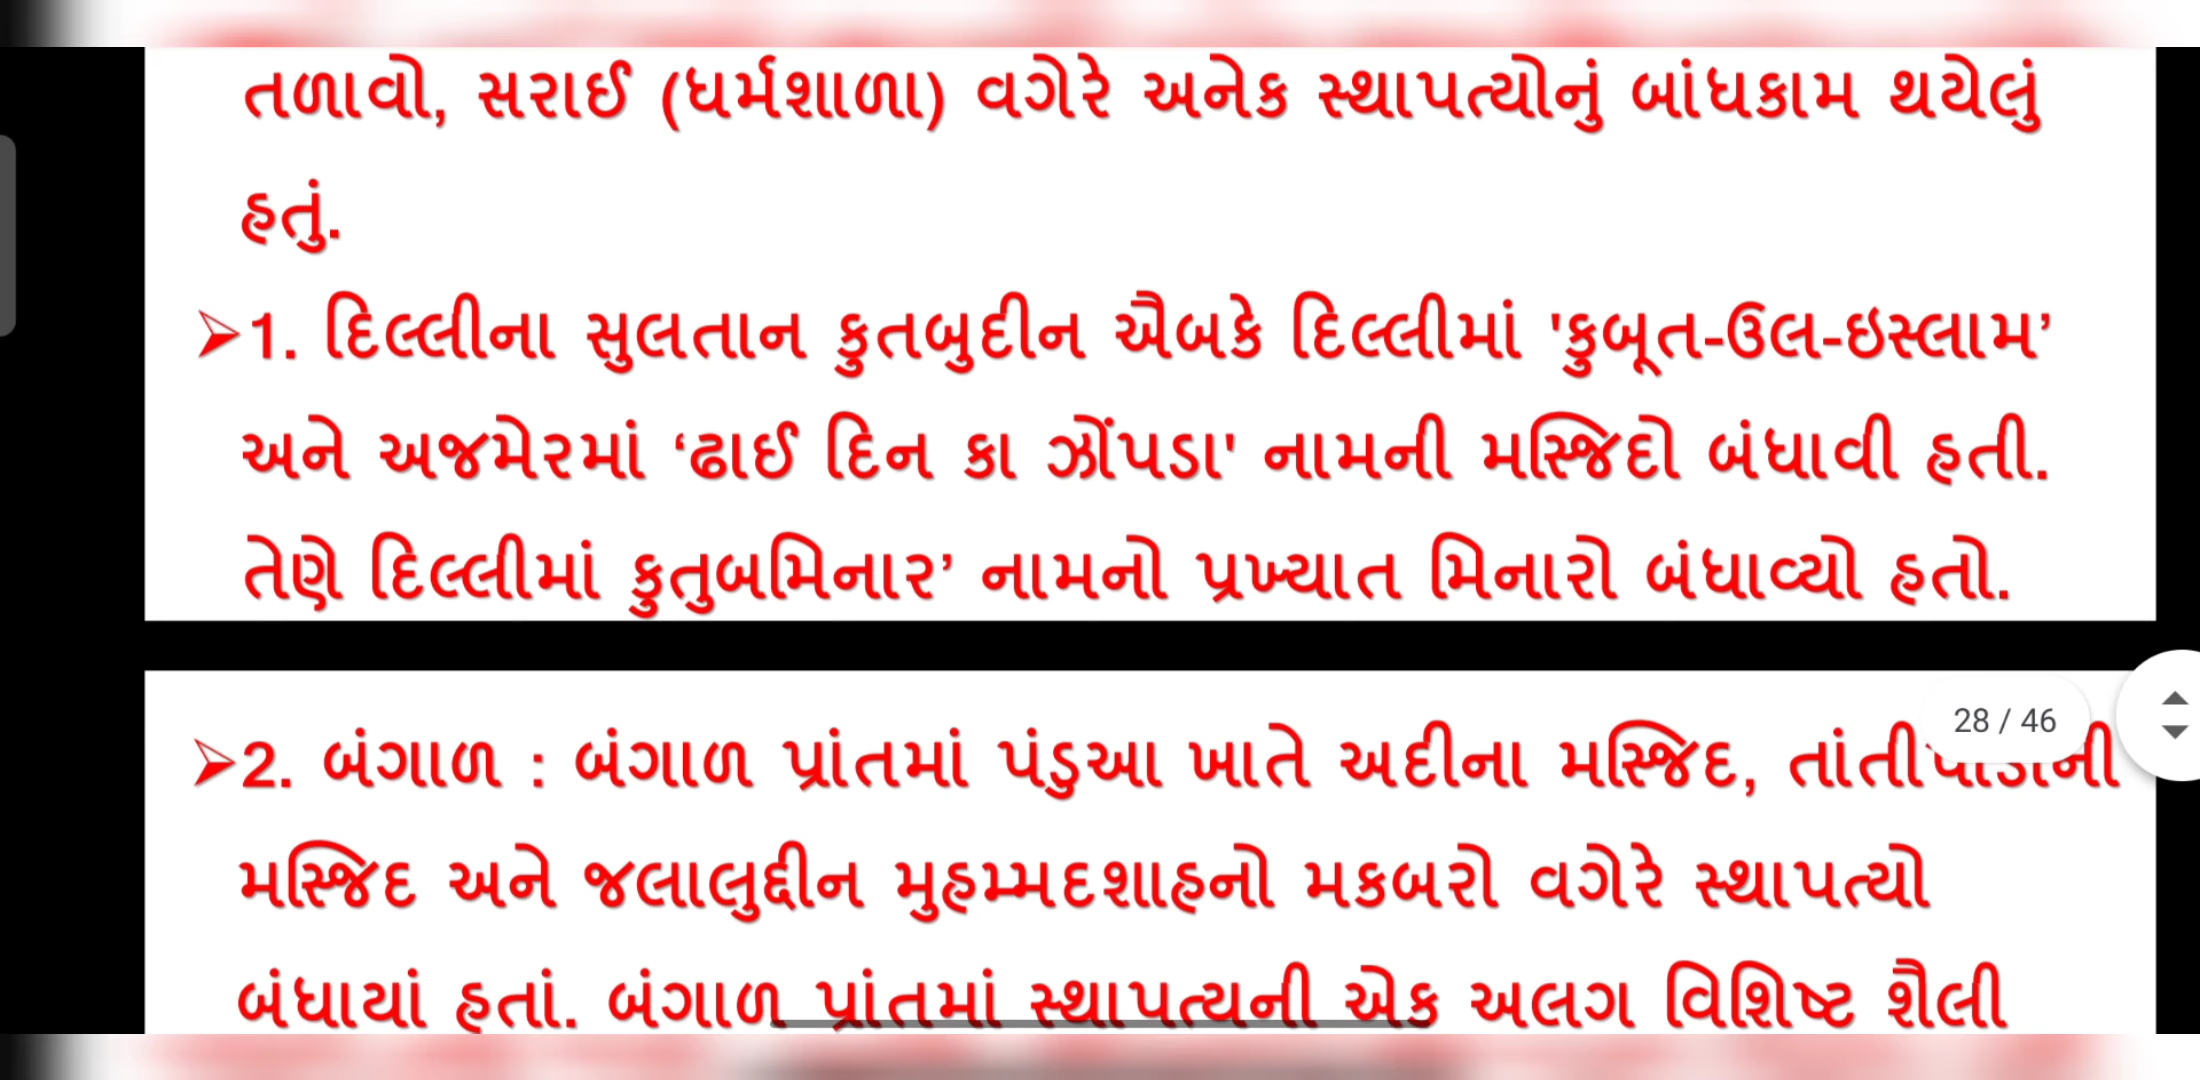 તળાવો, સરાઈ (ધર્મશાળા) વગેરે અનેક સ્થાપત્યોનું બાંધકામ થયેલું
હતું.
➢1. દિલ્લીના સુલતાન કુતબુદીન ઐબકે દિલ્લીમાં 'કુબૂત-ઉલ-ઇસ્લામ’
અને અજમેરમાં ‘ઢાઈ દિન કા ઝોંપડા' નામની મસ્જિદો બંધાવી હતી.
તેણે દિલ્લીમાં કુતુબમિનાર’ નામનો પ્રખ્યાત મિનારો બંધાવ્યો હતો.
28 / 46
➢2. બંગાળ : બંગાળ પ્રાંતમાં પંડુઆ ખાતે અદીના મસ્જિદ,
મસ્જિદ અને જલાલુદ્દીન મુહમ્મદશાહનો મકબરો વગેરે સ્થાપત્યો
બંધાયાં હતાં. બંગાળ પ્રાંતમાં સ્થાપત્યની એક અલગ વિશિષ્ટ શૈલી